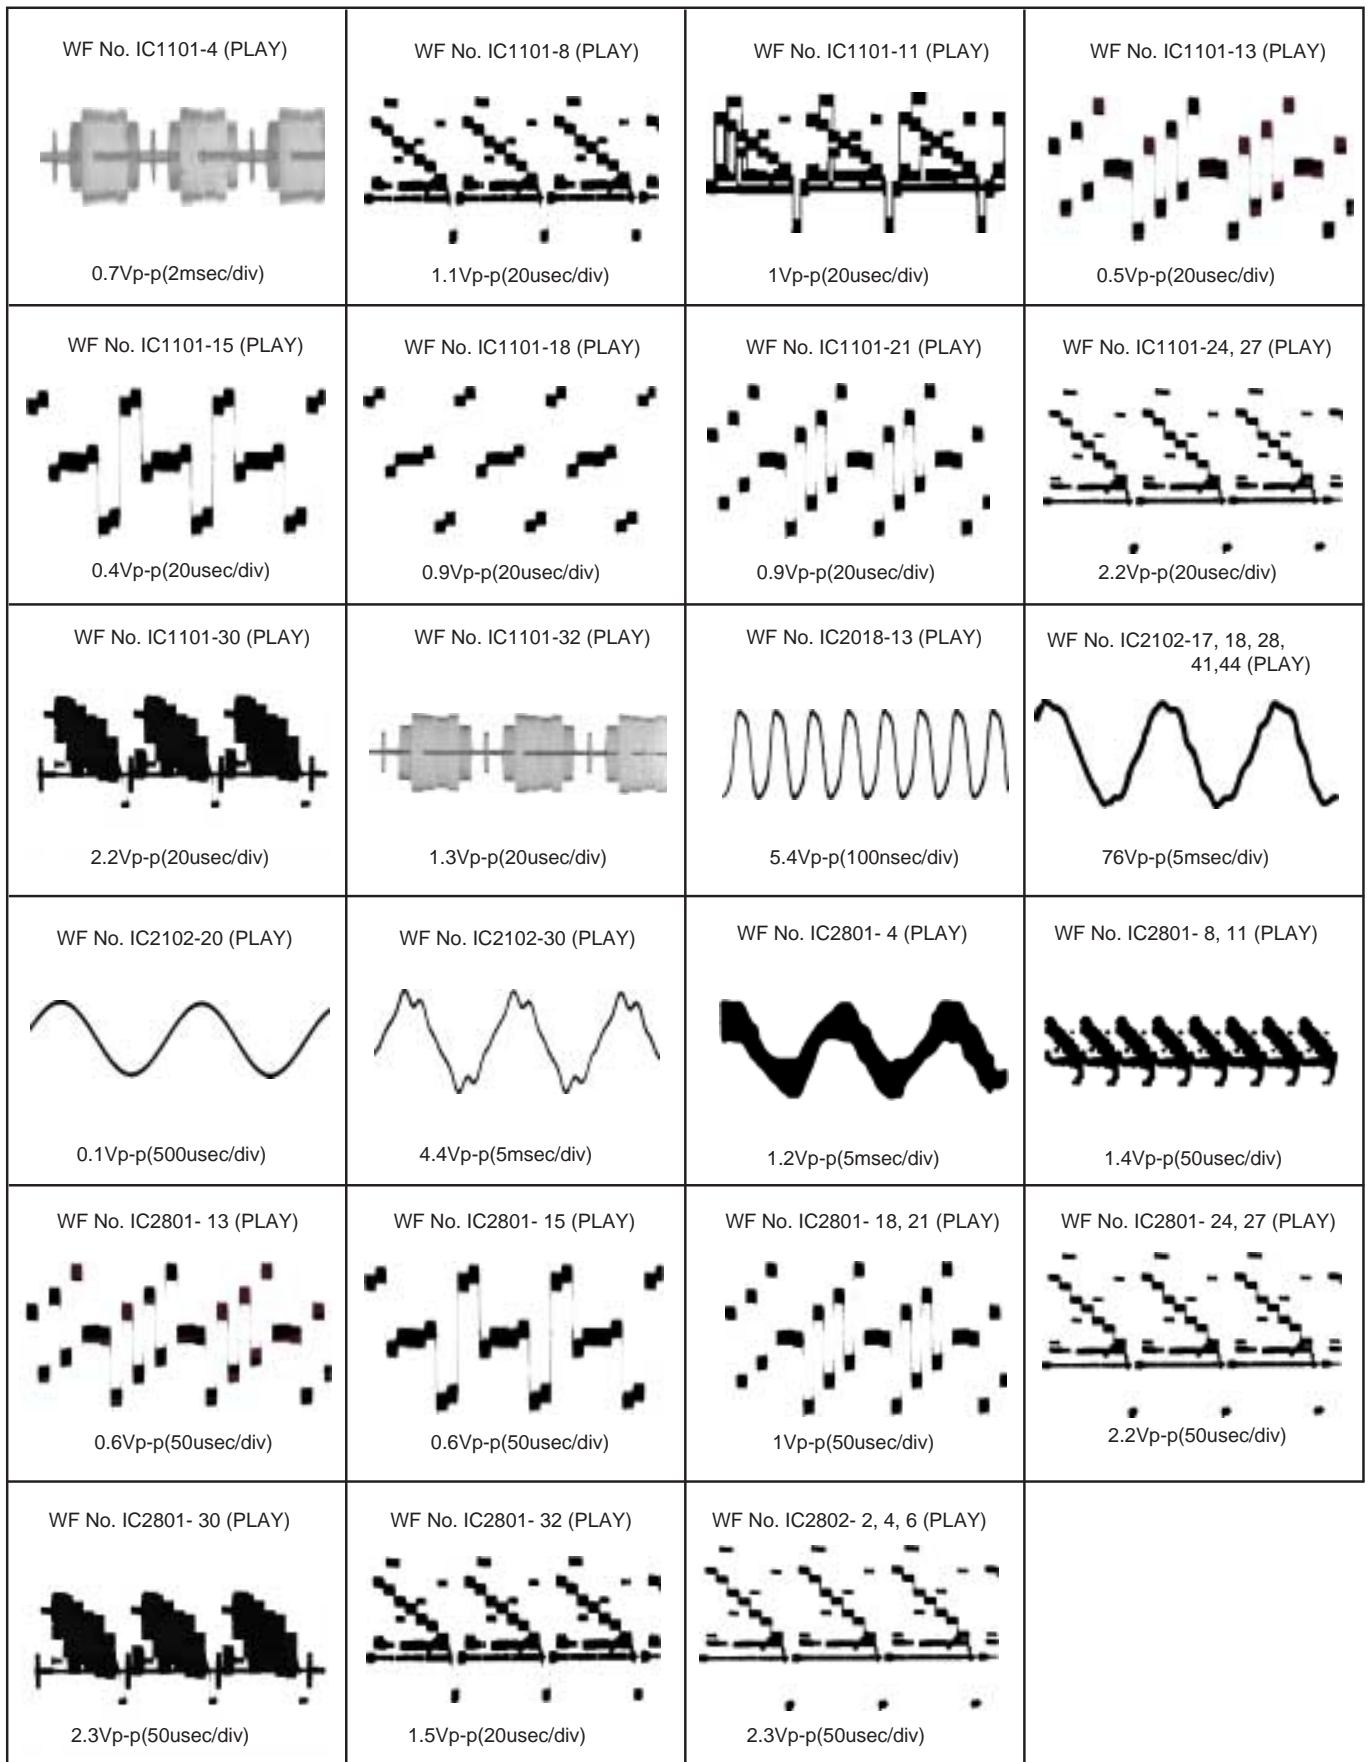 WF No. IC1101-4 (PLAY)
0.7Vp-p(2msec/div)
WF No. IC1101-8 (PLAY)
1.1Vp-p(20usec/div)
WF No. IC1101-11 (PLAY)
1Vp-p(20usec/div)
WF No. IC1101-13 (PLAY)
0.5Vp-p(20usec/div)
WF No. IC1101-15 (PLAY)
0.4Vp-p(20usec/div)
WF No. IC1101-18 (PLAY)
0.9Vp-p(20usec/div)
WF No. IC1101-21 (PLAY)
0.9Vp-p(20usec/div)
WF No. IC1101-24, 27 (PLAY)
2.2Vp-p(20usec/div)
WF No. IC1101-30 (PLAY)
2.2Vp-p(20usec/div)
WF No. IC1101-32 (PLAY)
1.3Vp-p(20usec/div)
WF No. IC2018-13 (PLAY)
5.4Vp-p(100nsec/div)
WF No. IC2102-17, 18, 28,
41,44 (PLAY)
76Vp-p(5msec/div)
WF No. IC2102-20 (PLAY)
0.1Vp-p(500usec/div)
WF No. IC2102-30 (PLAY)
4.4Vp-p(5msec/div)
WF No. IC2801- 4 (PLAY)
1.2Vp-p(5msec/div)
WF No. IC2801- 8, 11 (PLAY)
1.4Vp-p(50usec/div)
WF No. IC2801- 13 (PLAY)
0.6Vp-p(50usec/div)
WF No. IC2801- 15 (PLAY)
0.6Vp-p(50usec/div)
WF No. IC2801- 18, 21 (PLAY)
1Vp-p(50usec/div)
WF No. IC2801- 24, 27 (PLAY)
2.2Vp-p(50usec/div)
WF No. IC2801- 30 (PLAY)
2.3Vp-p(50usec/div)
WF No. IC2801- 32 (PLAY)
1.5Vp-p(20usec/div)
WF No. IC2802- 2, 4, 6 (PLAY)
2.3Vp-p(50usec/div)